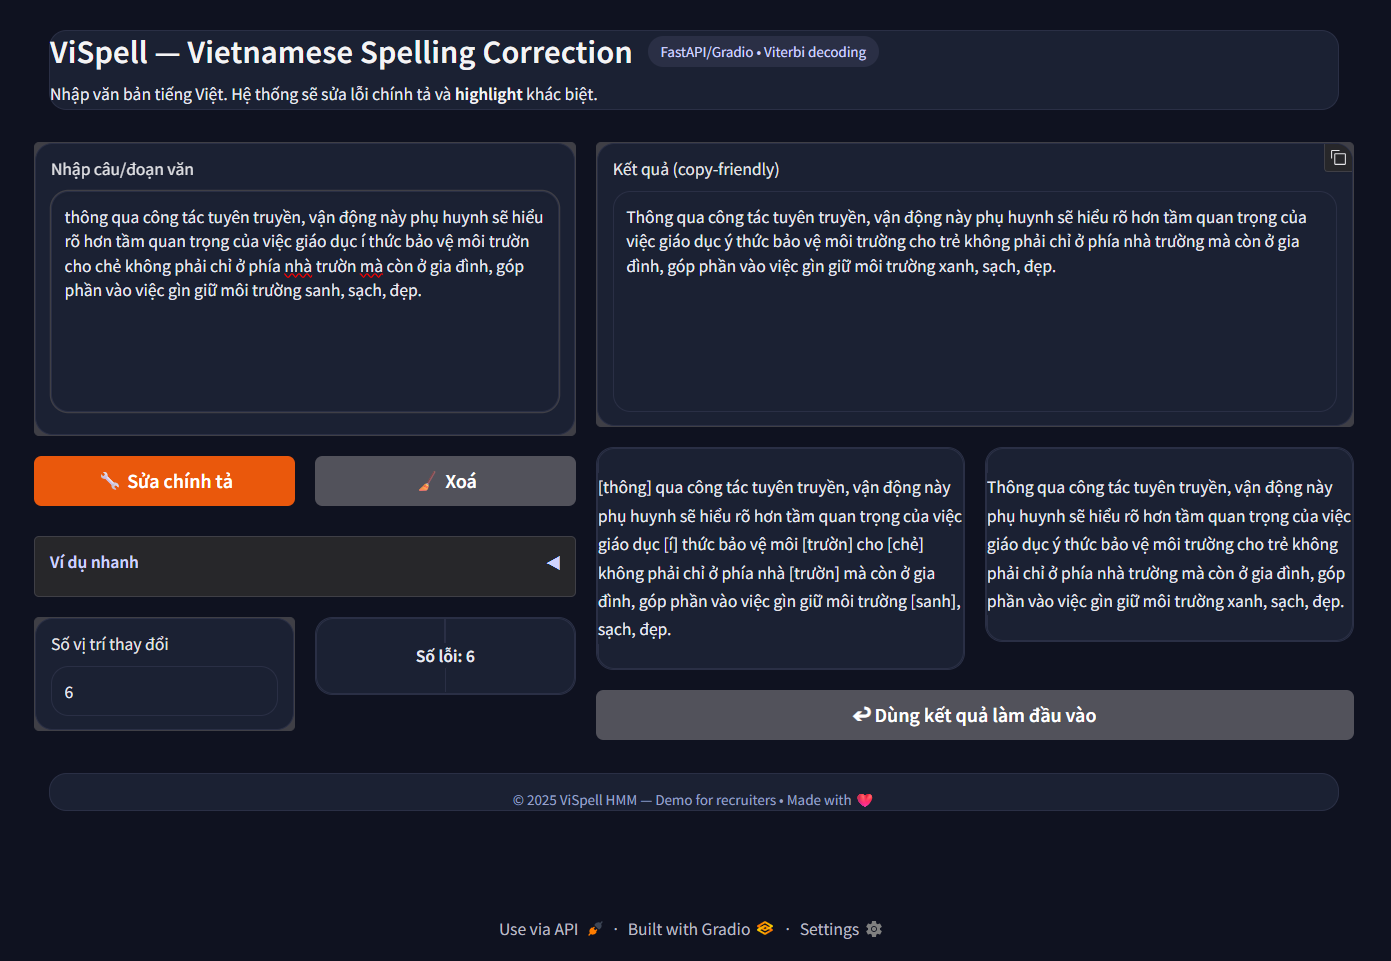 ViSpell — Vietnamese Spelling Correction
FastAPI/Gradio • Viterbi decoding
Nhập văn bản tiếng Việt. Hệ thống sẽ sửa lỗi chính tả và highlight khác biệt.
Nhập câu/đoạn văn
thông qua công tác tuyên truyền, vận động này phụ huynh sẽ hiểu
rõ hơn tầm quan trọng của việc giáo dục í thức bảo vệ môi trườn
cho chẻ không phải chỉ ở phía nhà trườn mà còn ở gia đình, góp
phần vào việc gìn giữ môi trường sanh, sạch, đẹp.
Kết quả (copy-friendly)
Thông qua công tác tuyên truyền, vận động này phụ huynh sẽ hiểu rõ hơn tầm quan trọng của
việc giáo dục ý thức bảo vệ môi trường cho trẻ không phải chỉ ở phía nhà trường mà còn ở gia
đình, góp phần vào việc gìn giữ môi trường xanh, sạch, đẹp.
Sửa chính tả
Xoá
Ví dụ nhanh
Số vị trí thay đổi
6
Số lỗi: 6
[thông] qua công tác tuyên truyền, vận động này
phụ huynh sẽ hiểu rõ hơn tầm quan trọng của việc
giáo dục [í] thức bảo vệ môi [trườn] cho [chẻ]
không phải chỉ ở phía nhà [trườn] mà còn ở gia
đình, góp phần vào việc gìn giữ môi trường [sanh],
sạch, đẹp.
Thông qua công tác tuyên truyền, vận động này
phụ huynh sẽ hiểu rõ hơn tầm quan trọng của việc
giáo dục ý thức bảo vệ môi trường cho trẻ không
phải chỉ ở phía nhà trường mà còn ở gia đình, góp
phần vào việc gìn giữ môi trường xanh, sạch, đẹp.
Dùng kết quả làm đầu vào
© 2025 ViSpell HMM — Demo for recruiters • Made with ❤️
Use via API · Built with Gradio · Settings